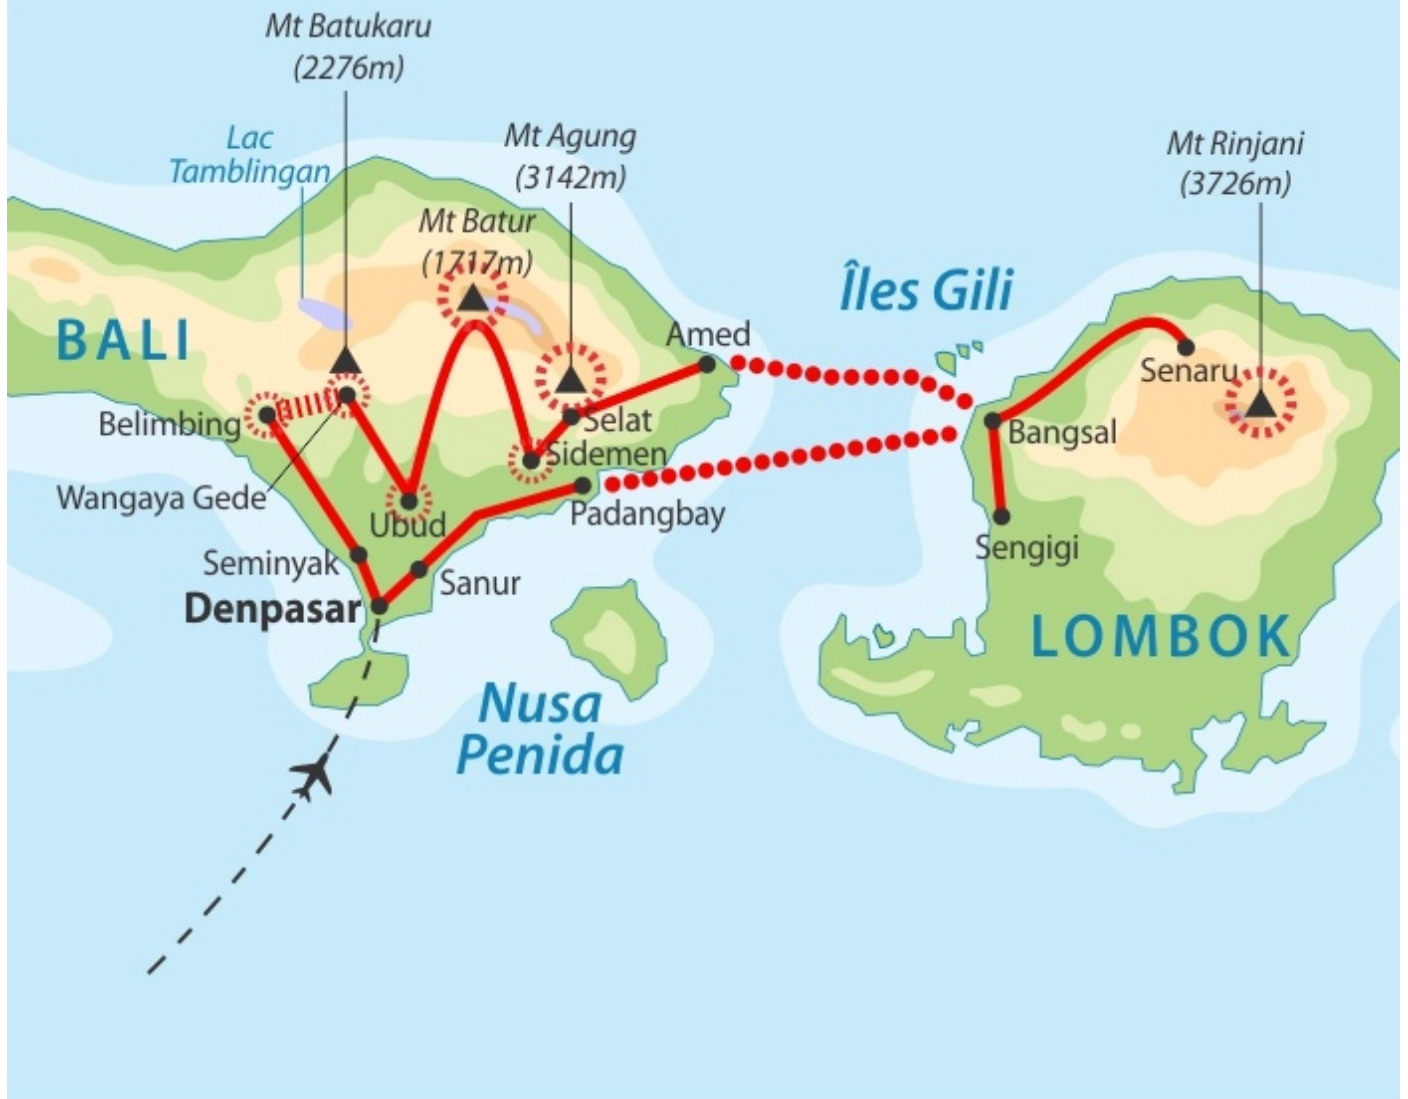 Mt Batukaru
(2276m)
Lac
Tamblingan
Mt Agung
(3142m)
Mt Rinjani
(3726m)
Mt Batur
(1717m)
Îles Gili
BALI
Amed
Senaru
Belimbing
Selat
Bangsal
Sidemen
Wangaya Gede
Ubud
Padangbay
Sengigi
Seminyak
Sanur
Denpasar
LOMBOK
Nusa
Penida